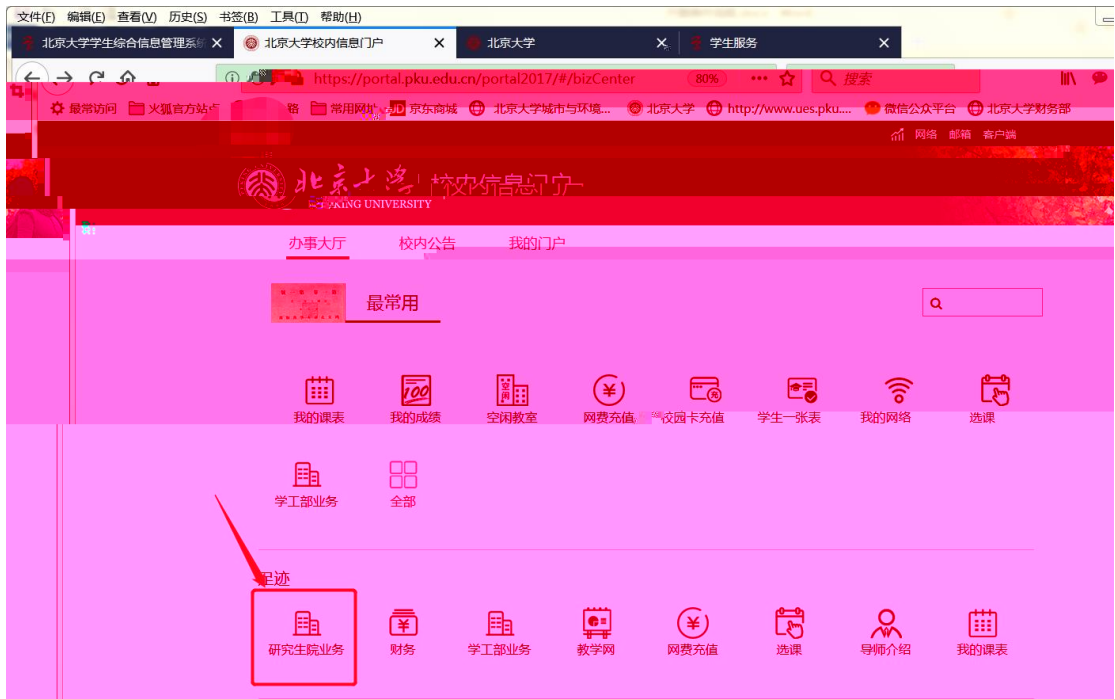 文件(F) 编辑(E) 查看(V) 历史(S) 书签(B) 工具(T) 帮助(H)
北京大学学生综合信息管理系统 × 北京大学校内信息门户 × 北京大学 × 学生服务 ×
https://portal.pku.edu.cn/portal2017/#/bizCenter 80% ••• 搜索
最常访问 火狐官方站点 常用网址 JD 京东商城 北京大学城市与环境... 北京大学 http://www.ues.pku.... 微信公众平台 北京大学财务部
网络 邮箱 客户端
北京大学 校内信息门户
PEKING UNIVERSITY
办事大厅 校内公告 我的门户
最常用
我的课表 我的成绩 空闲教室 网费充值 校园卡充值 学生一张表 我的网络 选课
学工部业务 全部
足迹
研究生院业务 财务 学工部业务 教学网 网费充值 选课 导师介绍 我的课表